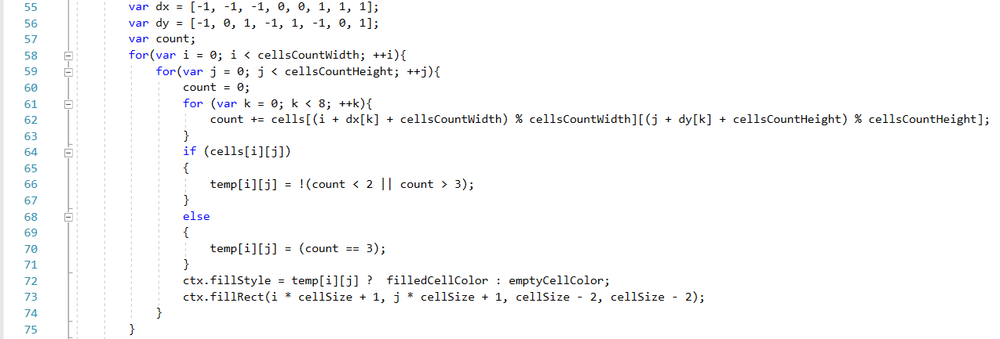 55 var dx = [-1, -1, -1, 0, 0, 1, 1, 1];
56 var dy = [-1, 0, 1, -1, 1, -1, 0, 1];
57 var count;
58 for(var i = 0; i < cellsCountWidth; ++i){
59 for(var j = 0; j < cellsCountHeight; ++j){
60 count = 0;
61 for (var k = 0; k < 8; ++k){
62 count += cells[(i + dx[k] + cellsCountWidth) % cellsCountWidth][(j + dy[k] + cellsCountHeight) % cellsCountHeight];
63 }
64 if (cells[i][j])
65 {
66 temp[i][j] = !(count < 2 || count > 3);
67 }
68 else
69 {
70 temp[i][j] = (count == 3);
71 }
72 ctx.fillStyle = temp[i][j] ?  filledCellColor : emptyCellColor;
73 ctx.fillRect(i * cellSize + 1, j * cellSize + 1, cellSize - 2, cellSize - 2);
74 }
75 }